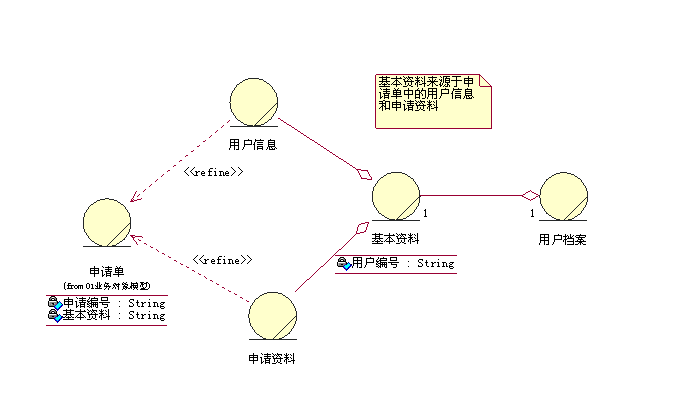 基本资料来源于申
请单中的用户信息
和申请资料
用户信息
<<refine>>
1
1
基本资料
用户档案
<<refine>>
用户编号 : String
申请单
(from 01业务对象模型)
申请编号 : String
基本资料 : String
申请资料